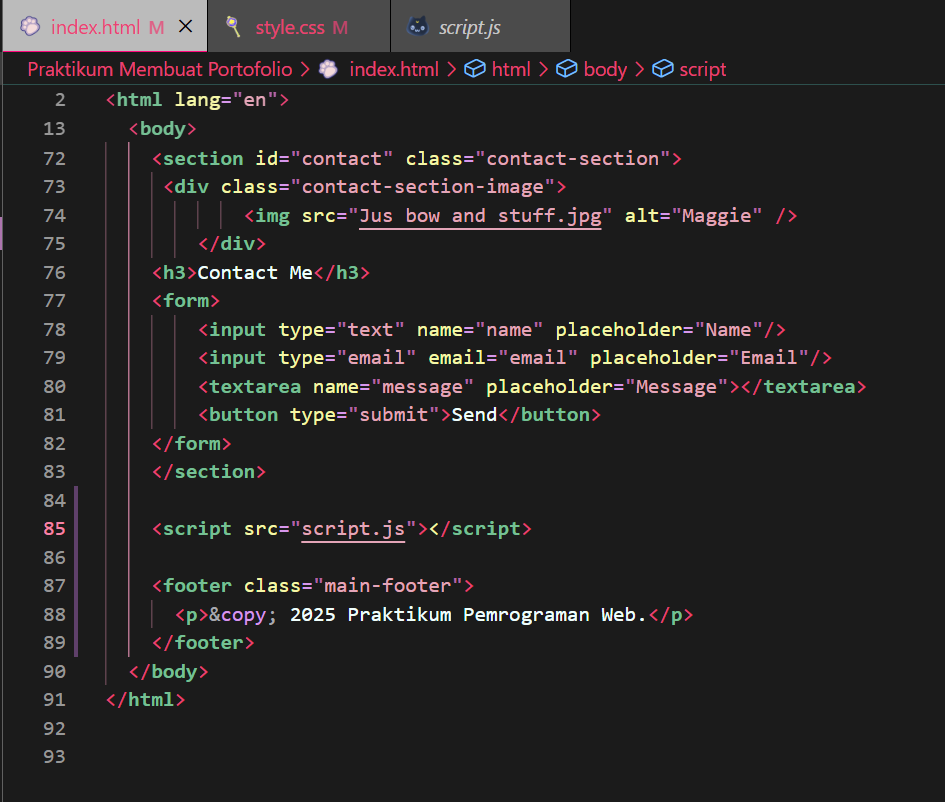 index.html M × style.css M script.js
Praktikum Membuat Portofolio > index.html > html > body > script
2 <html lang="en">
13 <body>
72 <section id="contact" class="contact-section">
73 <div class="contact-section-image">
74 <img src="Jus bow and stuff.jpg" alt="Maggie" />
75 </div>
76 <h3>Contact Me</h3>
77 <form>
78 <input type="text" name="name" placeholder="Name"/>
79 <input type="email" email="email" placeholder="Email"/>
80 <textarea name="message" placeholder="Message"></textarea>
81 <button type="submit">Send</button>
82 </form>
83 </section>
84
85 <script src="script.js"></script>
86
87 <footer class="main-footer">
88 <p>&copy; 2025 Praktikum Pemrograman Web.</p>
89 </footer>
90 </body>
91 </html>
92
93